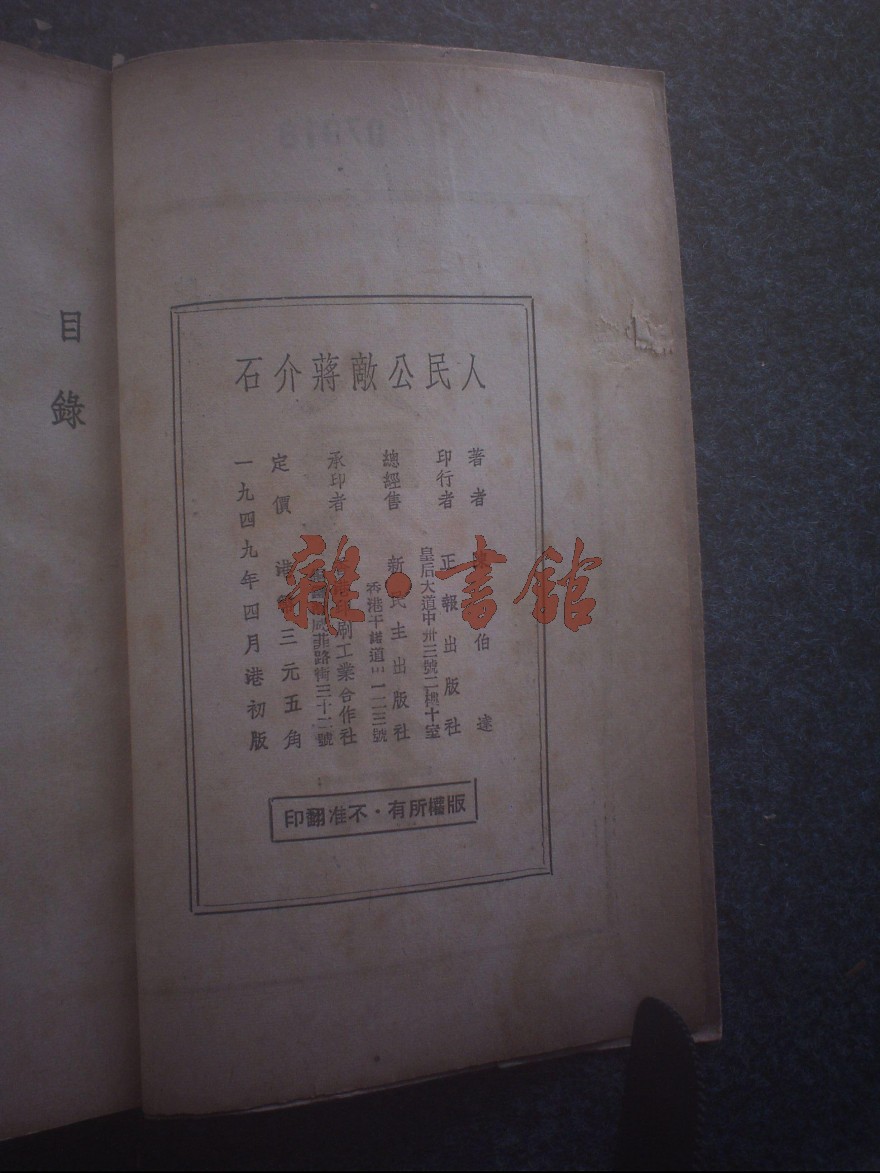 人民公敵蔣介石
著者 伯達
印行者 正報出版社
皇后大道中卅三號二樓十室
總經售 新民主出版社
香港干諾道 一二三號
承印者 刷工業合作社
菲路街三十二號
定價 港 三元五角
一九四九年四月港初版
版權所有·不准翻印
目錄
雜·書館